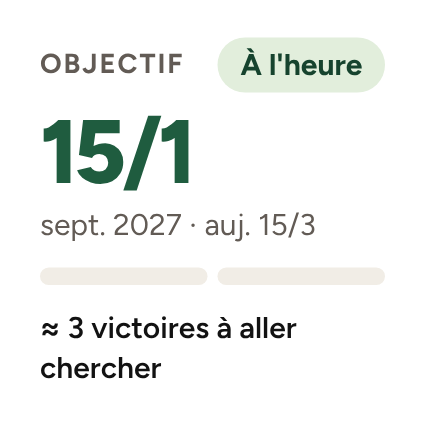 OBJECTIF
À l'heure
15/1
sept. 2027 · auj. 15/3
≈ 3 victoires à aller
chercher